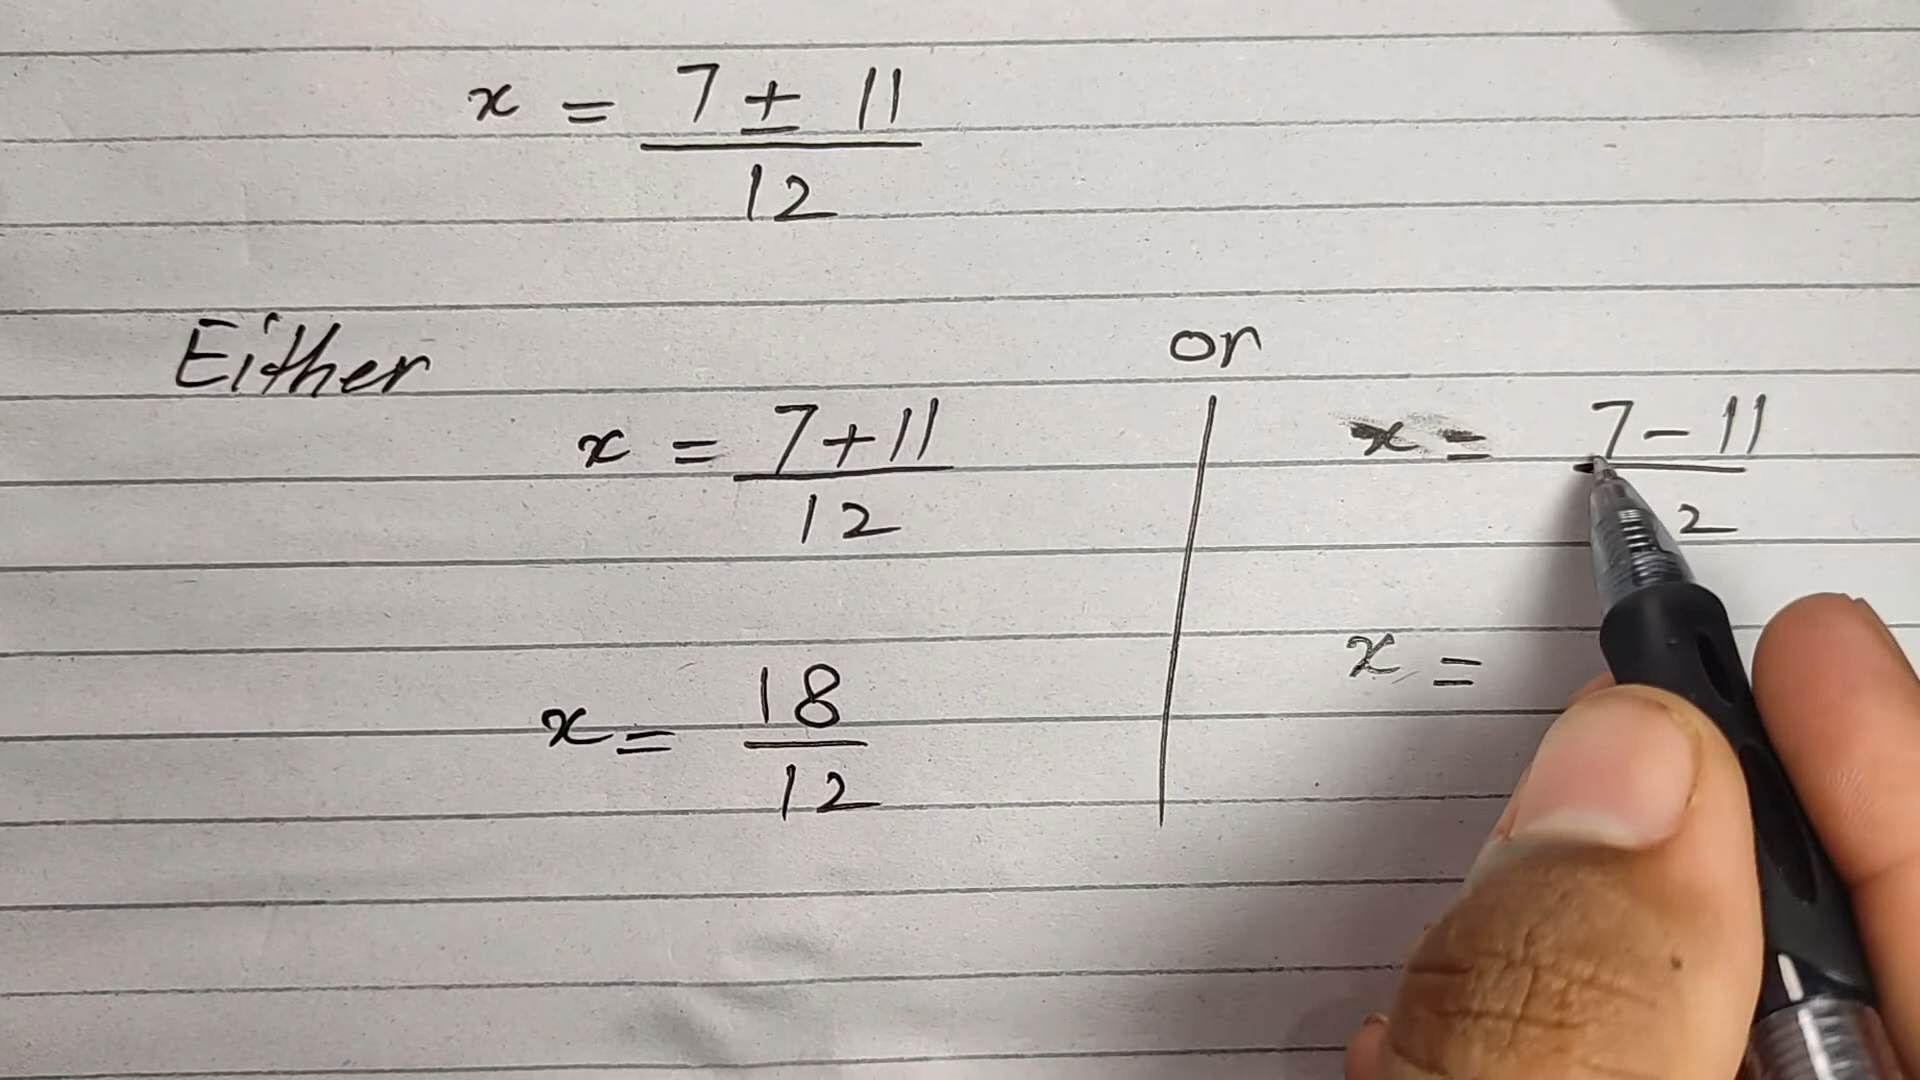 x = 7 ± 11
12
Either or
x = 7 + 11
12
x = 7 - 11
2
x = 18
12
x =